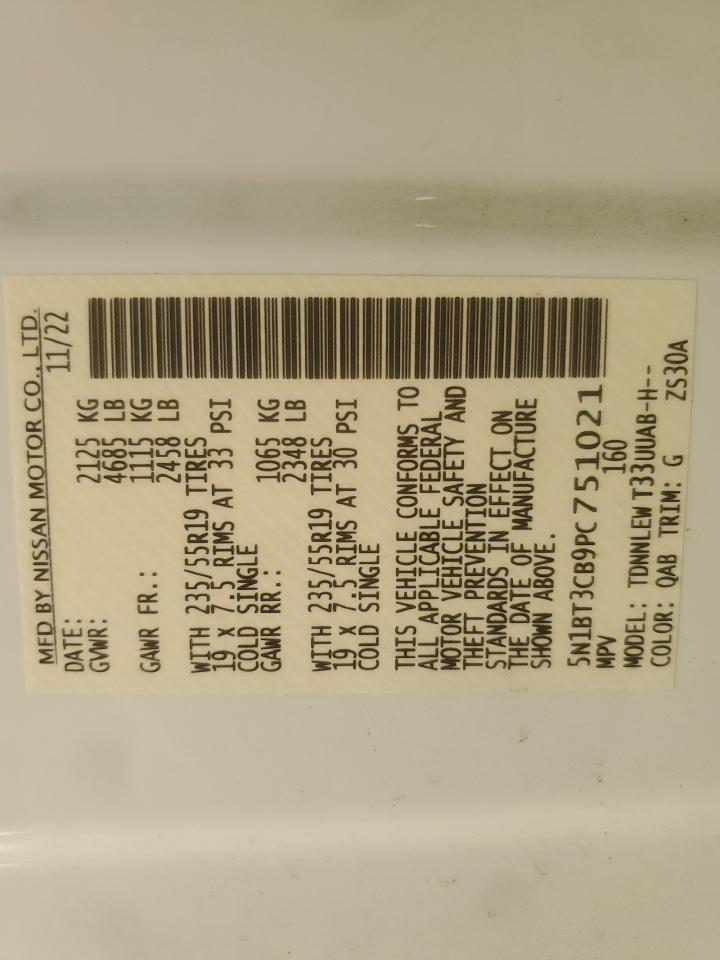 MFD BY NISSAN MOTOR CO., LTD.
DATE: 11/22
GVWR: 2125 KG
4685 LB
GAWR FR.: 1115 KG
2458 LB
WITH 235/55R19 TIRES
19 X 7.5 RIMS AT 33 PSI
COLD SINGLE
GAWR RR.: 1065 KG
2348 LB
WITH 235/55R19 TIRES
19 X 7.5 RIMS AT 30 PSI
COLD SINGLE
THIS VEHICLE CONFORMS TO
ALL APPLICABLE FEDERAL
MOTOR VEHICLE SAFETY AND
THEFT PREVENTION
STANDARDS IN EFFECT ON
THE DATE OF MANUFACTURE
SHOWN ABOVE.
5N1BT3CB9PC751021
MPV 160
MODEL: TDNNLEW T33UUAB-H--
COLOR: QAB TRIM: G ZS30A